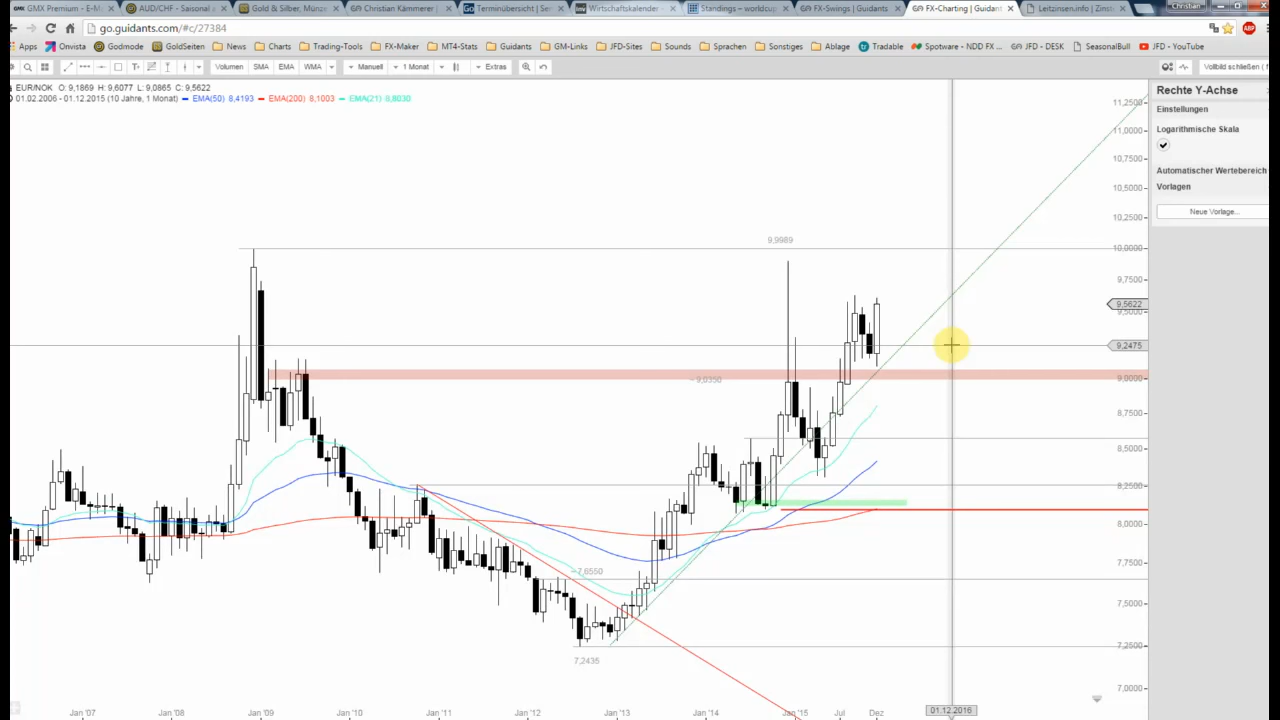 GMX Premium - E-M
AUD/CHF - Saisonal
Gold & Silber, Münz
Christian Kämmerer
Terminübersicht | Ser
Wirtschaftskalender -
Standings – worldcup
FX-Swings | Guidants
FX-Charting | Guidant
Leitzinsen.info | Zinst
Christian
go.guidants.com/#c/27384
Apps
Onvista
Godmode
GoldSeiten
News
Charts
Trading-Tools
FX-Maker
MT4-Stats
Guidants
GM-Links
JFD-Sites
Sounds
Sprachen
Sonstiges
Ablage
Tradable
Spotware - NDD FX ...
JFD - DESK
SeasonalBull
JFD - YouTube
Volumen
SMA
EMA
WMA
Manuell
1 Monat
Extras
Vollbild schließen (
EUR/NOK O: 9,1869 H: 9,6077 L: 9,0865 C: 9,5622
01.02.2006 - 01.12.2015 (10 Jahre, 1 Monat) EMA(50) 8,4193 EMA(200) 8,1003 EMA(21) 8,8030
Rechte Y-Achse
Einstellungen
Logarithmische Skala
Automatischer Wertebereich
Vorlagen
Neue Vorlage...
11,2500
11,0000
10,7500
10,5000
10,2500
9,9989
10,0000
9,7500
9,5622
9,5000
9,2475
9,0350
9,0000
8,7500
8,5000
8,2500
8,0000
7,7500
7,6550
7,5000
7,2500
7,2435
7,0000
Jan '07
Jan '08
Jan '09
Jan '10
Jan '11
Jan '12
Jan '13
Jan '14
Jan '15
Jul
Dez
01.12.2016